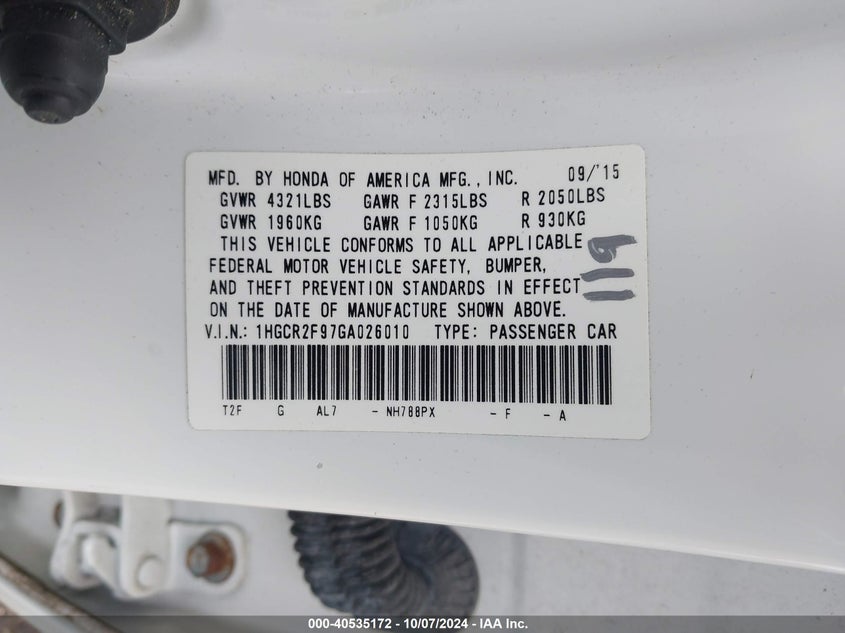 MFD. BY HONDA OF AMERICA MFG., INC. 09/'15
GVWR 4321LBS GAWR F 2315LBS R 2050LBS
GVWR 1960KG GAWR F 1050KG R 930KG
THIS VEHICLE CONFORMS TO ALL APPLICABLE
FEDERAL MOTOR VEHICLE SAFETY, BUMPER,
AND THEFT PREVENTION STANDARDS IN EFFECT
ON THE DATE OF MANUFACTURE SHOWN ABOVE.
V.I.N.: 1HGCR2F97GA026010 TYPE: PASSENGER CAR
T2F G AL7 - NH788PX - F - A
000-40535172 - 10/07/2024 - IAA Inc.